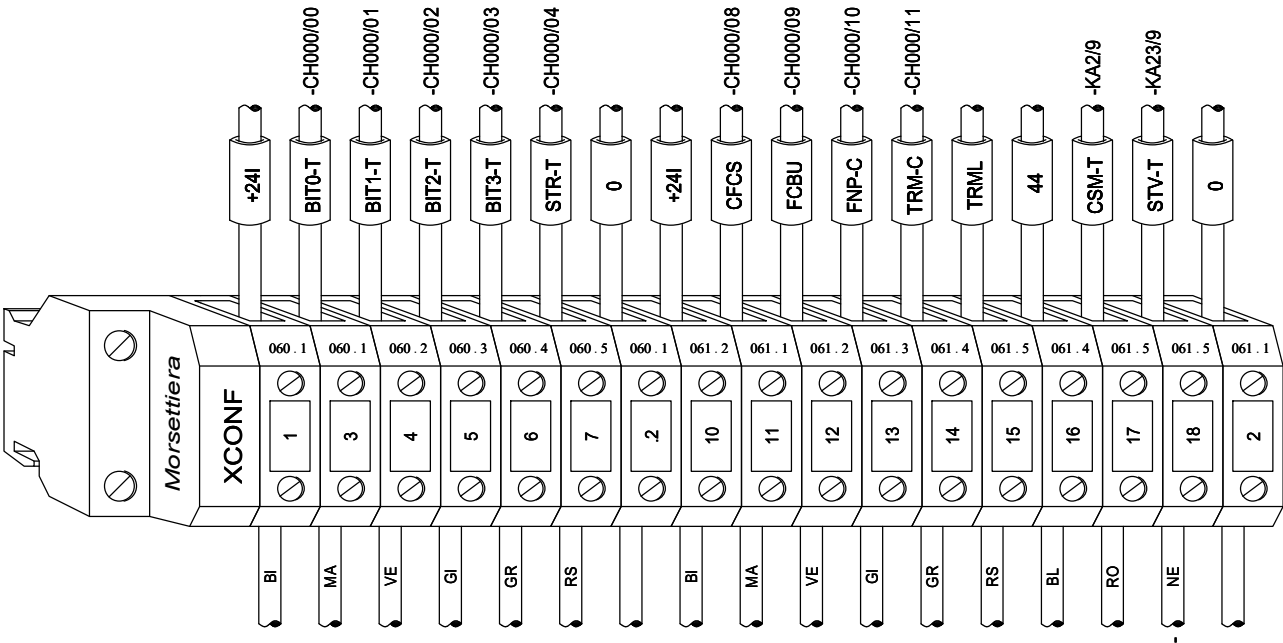 -CH000/00 -CH000/01 -CH000/02 -CH000/03 -CH000/04 -CH000/08 -CH000/09 -CH000/10 -CH000/11 -KA2/9 -KA23/9
+24I BIT0-T BIT1-T BIT2-T BIT3-T STR-T 0 +24I CFCS FCBU FNP-C TRM-C TRML 44 CSM-T STV-T 0
Morsettiera
XCONF
060.1 060.1 060.2 060.3 060.4 060.5 060.1 061.2 061.1 061.2 061.3 061.4 061.5 061.4 061.5 061.5 061.1
1 3 4 5 6 7 .2 10 11 12 13 14 15 16 17 18 2
BI MA VE GI GR RS BI MA VE GI GR RS BL RO NE
-